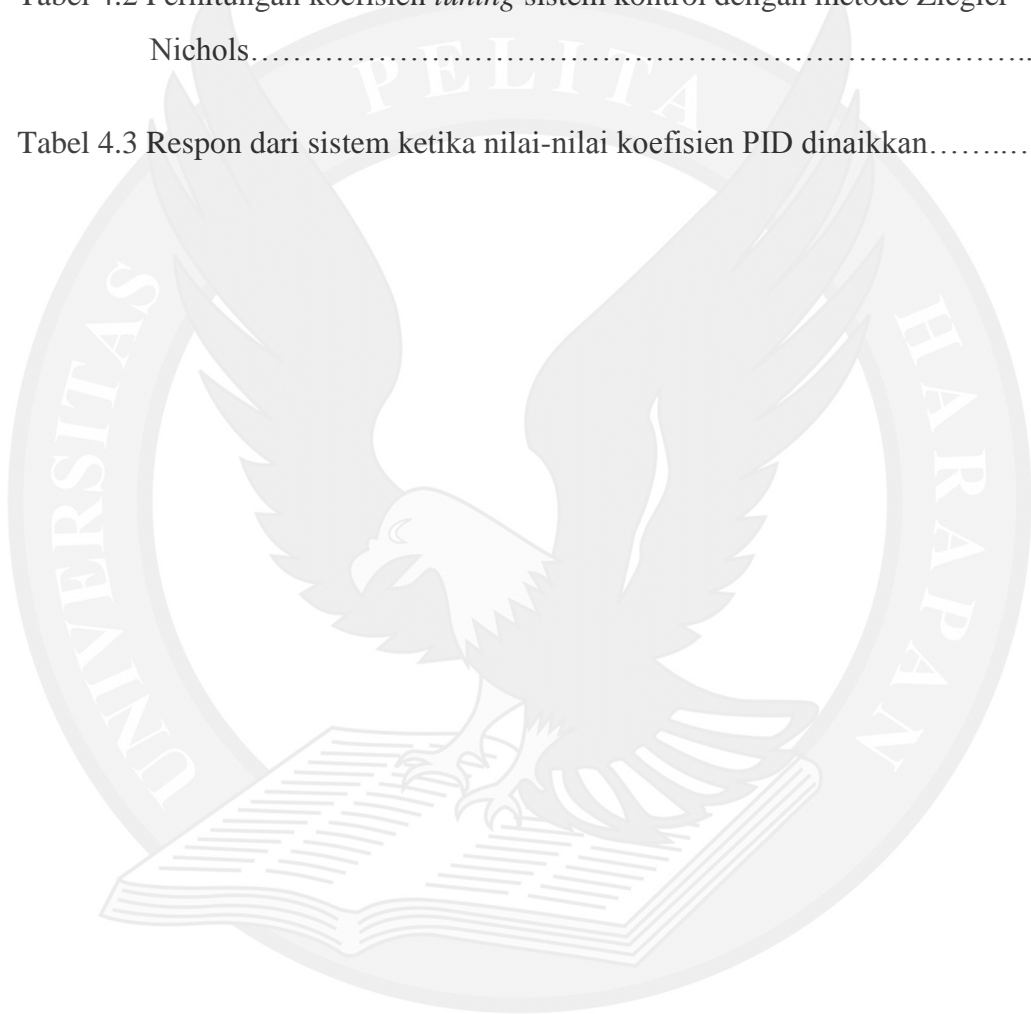 Tabel 4.2 Perhitungan koefisien tuning sistem kontrol dengan metode Ziegler
Nichols……………………………………………………………………..
Tabel 4.3 Respon dari sistem ketika nilai-nilai koefisien PID dinaikkan……..…
UNIVERSITAS PELITA HARAPAN